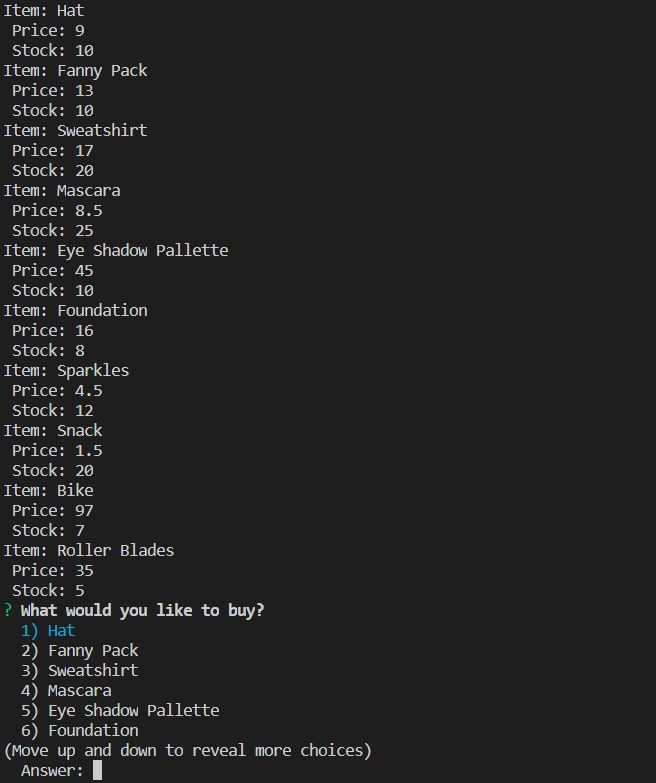 Item: Hat
Price: 9
Stock: 10
Item: Fanny Pack
Price: 13
Stock: 10
Item: Sweatshirt
Price: 17
Stock: 20
Item: Mascara
Price: 8.5
Stock: 25
Item: Eye Shadow Pallette
Price: 45
Stock: 10
Item: Foundation
Price: 16
Stock: 8
Item: Sparkles
Price: 4.5
Stock: 12
Item: Snack
Price: 1.5
Stock: 20
Item: Bike
Price: 97
Stock: 7
Item: Roller Blades
Price: 35
Stock: 5
? What would you like to buy?
1) Hat
2) Fanny Pack
3) Sweatshirt
4) Mascara
5) Eye Shadow Pallette
6) Foundation
(Move up and down to reveal more choices)
Answer: